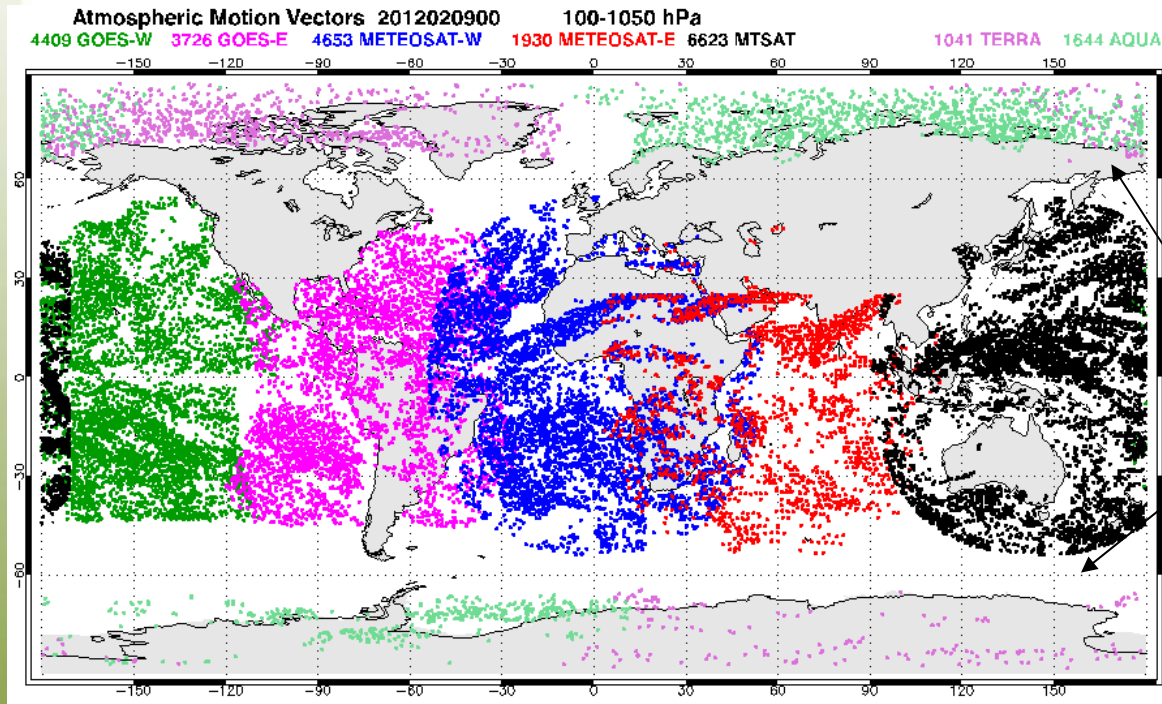 Atmospheric Motion Vectors 2012020900 100-1050 hPa
4409 GOES-W 3726 GOES-E 4653 METEOSAT-W 1930 METEOSAT-E 6623 MTSAT 1041 TERRA 1644 AQUA
-150 -120 -90 -60 -30 0 30 60 90 120 150
60
30
0
-30
-60
-150 -120 -90 -60 -30 0 30 60 90 120 150